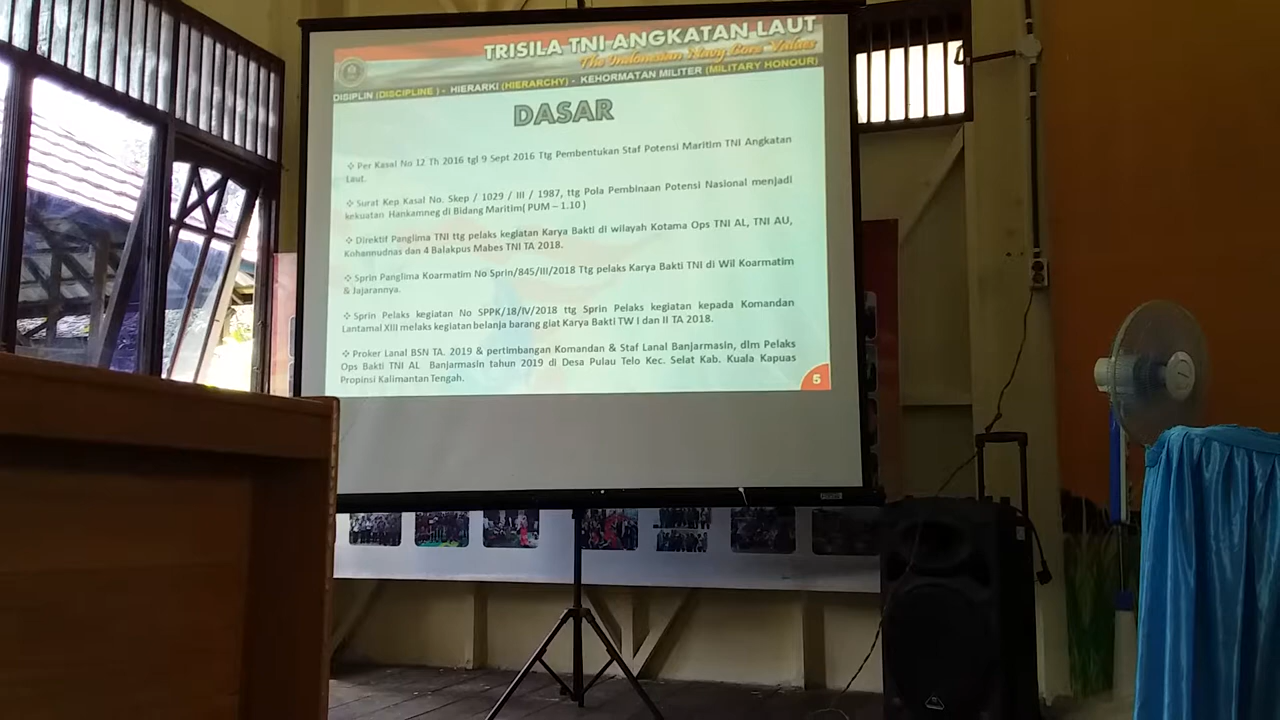 TRISILA TNI ANGKATAN LAUT
The Indonesian Navy Core Values
DISIPLIN (DISCIPLINE ) - HIERARKI (HIERARCHY) - KEHORMATAN MILITER (MILITARY HONOUR)
DASAR
❖ Per Kasal No 12 Th 2016 tgl 9 Sept 2016 Ttg Pembentukan Staf Potensi Maritim TNI Angkatan
Laut.
❖ Surat Kep Kasal No. Skep / 1029 / III / 1987, ttg Pola Pembinaan Potensi Nasional menjadi
kekuatan Hankamneg di Bidang Maritim( PUM – 1.10 )
❖ Direktif Panglima TNI ttg pelaks kegiatan Karya Bakti di wilayah Kotama Ops TNI AL, TNI AU,
Kohannudnas dan 4 Balakpus Mabes TNI TA 2018.
❖ Sprin Panglima Koarmatim No Sprin/845/III/2018 Ttg pelaks Karya Bakti TNI di Wil Koarmatim
& Jajarannya.
❖ Sprin Pelaks kegiatan No SPPK/18/IV/2018 ttg Sprin Pelaks kegiatan kepada Komandan
Lantamal XIII melaks kegiatan belanja barang giat Karya Bakti TW I dan II TA 2018.
❖ Proker Lanal BSN TA. 2019 & pertimbangan Komandan & Staf Lanal Banjarmasin, dlm Pelaks
Ops Bakti TNI AL Banjarmasin tahun 2019 di Desa Pulau Telo Kec. Selat Kab. Kuala Kapuas
Propinsi Kalimantan Tengah.
5